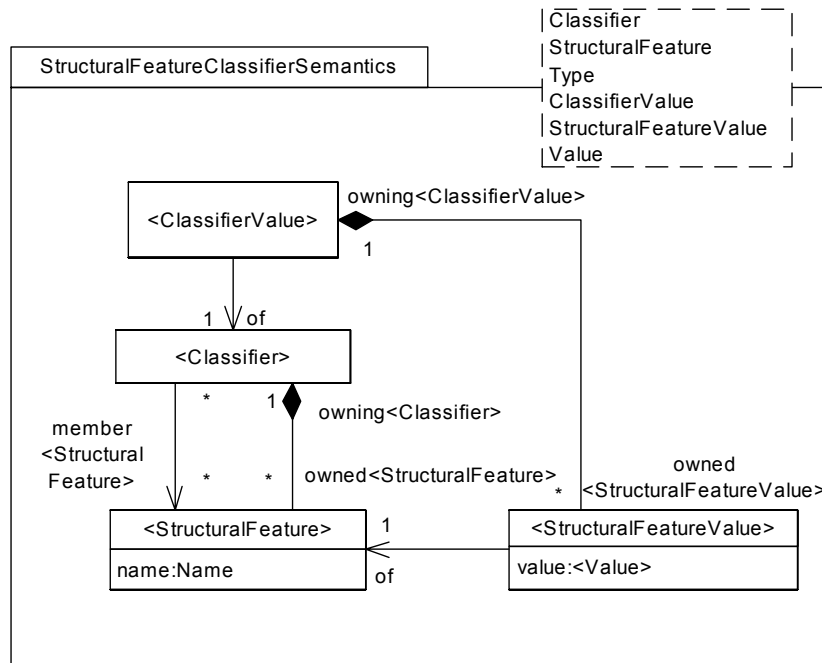 Classifier
StructuralFeature
Type
ClassifierValue
StructuralFeatureValue
Value
StructuralFeatureClassifierSemantics
owning<ClassifierValue>
<ClassifierValue>
1
1 of
<Classifier>
* 1
owning<Classifier>
member
<Structural
Feature>
* *
owned<StructuralFeature>
owned
<StructuralFeatureValue>
*
<StructuralFeature>
name:Name
1
of
<StructuralFeatureValue>
value:<Value>